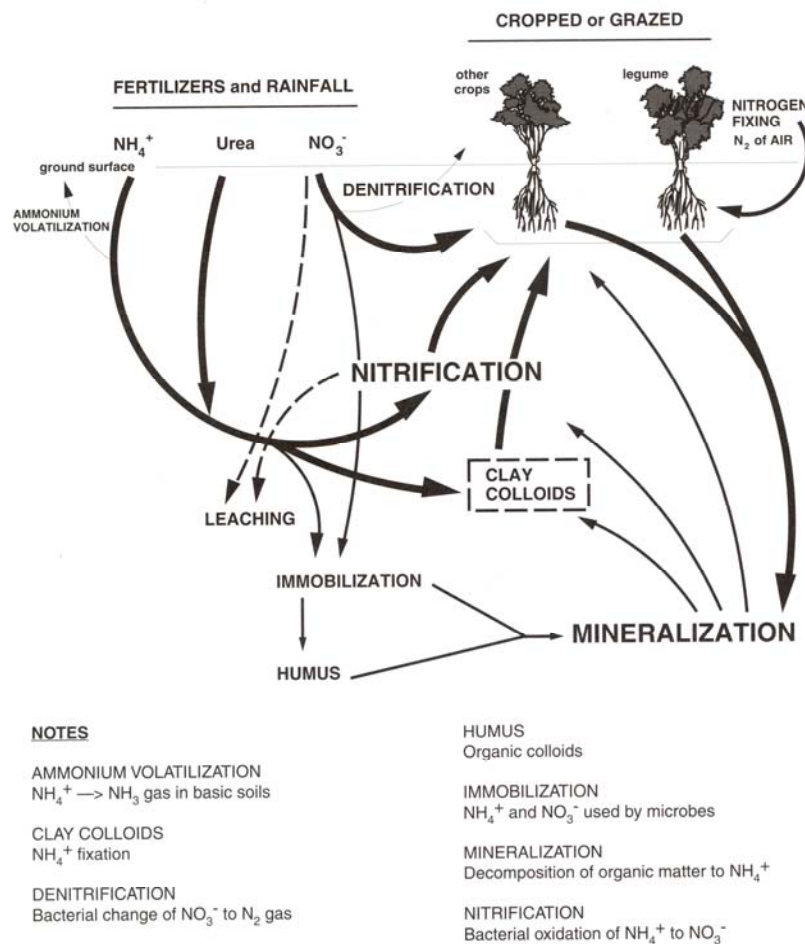 CROPPED or GRAZED
FERTILIZERS and RAINFALL
other
crops
legume
NITROGEN
FIXING
N₂ of AIR
NH₄⁺
Urea
NO₃⁻
ground surface
DENITRIFICATION
AMMONIUM
VOLATILIZATION
NITRIFICATION
CLAY
COLLOIDS
LEACHING
IMMOBILIZATION
MINERALIZATION
HUMUS
NOTES
AMMONIUM VOLATILIZATION
NH₄⁺ —> NH₃ gas in basic soils
CLAY COLLOIDS
NH₄⁺ fixation
DENITRIFICATION
Bacterial change of NO₃⁻ to N₂ gas
HUMUS
Organic colloids
IMMOBILIZATION
NH₄⁺ and NO₃⁻ used by microbes
MINERALIZATION
Decomposition of organic matter to NH₄⁺
NITRIFICATION
Bacterial oxidation of NH₄⁺ to NO₃⁻